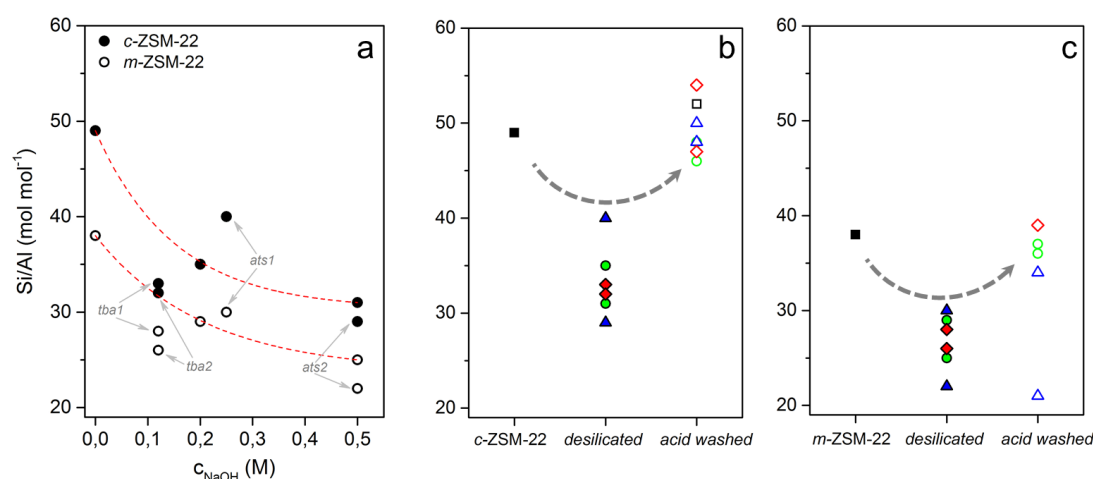 a
c-ZSM-22
m-ZSM-22
Si/Al (mol mol⁻¹)
60
50
40
30
20
ats1
tba1
tba2
ats2
0,0 0,1 0,2 0,3 0,4 0,5
c_NaOH (M)
b
60
50
40
30
20
c-ZSM-22 desilicated acid washed
c
60
50
40
30
20
m-ZSM-22 desilicated acid washed